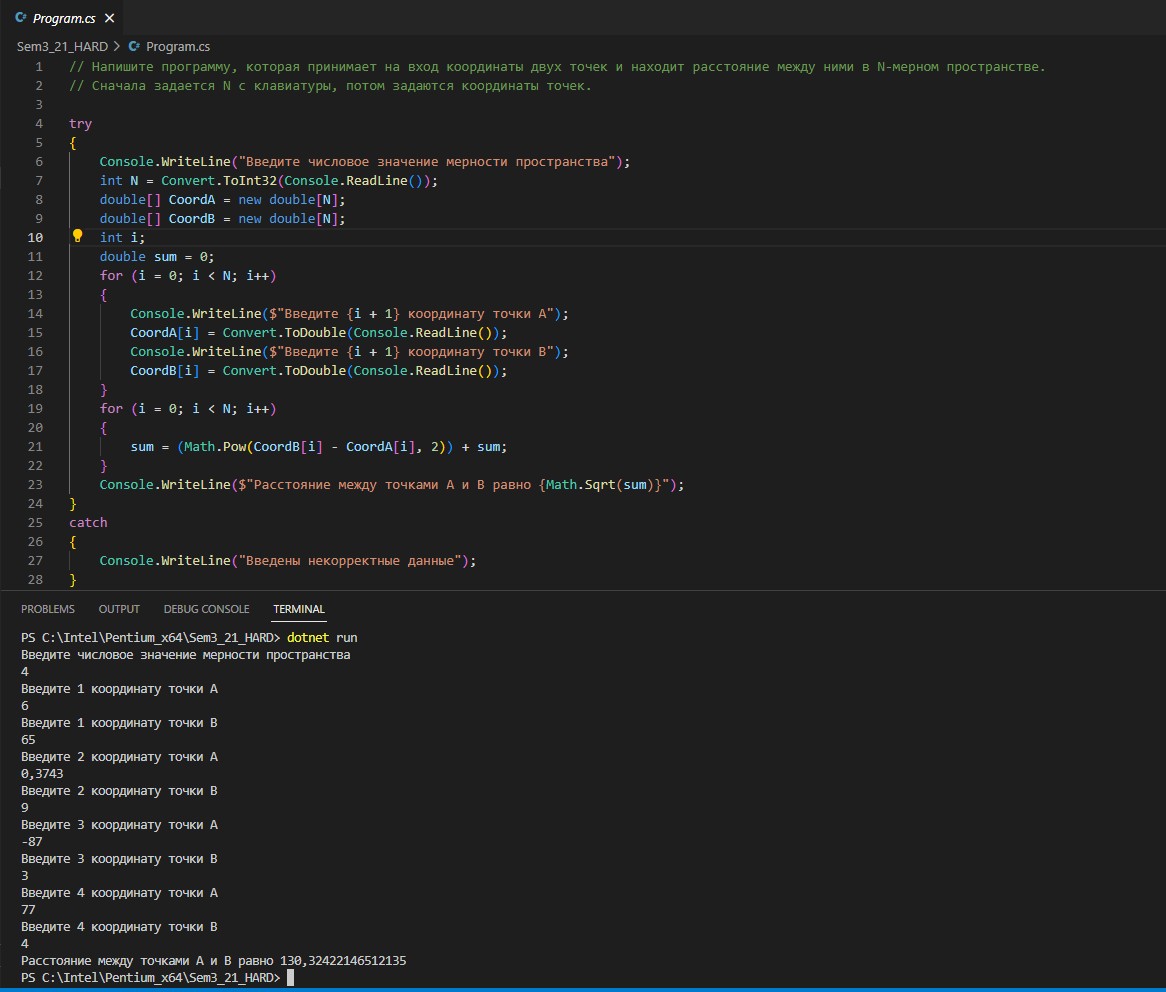 Program.cs
Sem3_21_HARD > Program.cs
1 // Напишите программу, которая принимает на вход координаты двух точек и находит расстояние между ними в N-мерном пространстве.
2 // Сначала задается N с клавиатуры, потом задаются координаты точек.
3
4 try
5 {
6 Console.WriteLine("Введите числовое значение мерности пространства");
7 int N = Convert.ToInt32(Console.ReadLine());
8 double[] CoordA = new double[N];
9 double[] CoordB = new double[N];
10 int i;
11 double sum = 0;
12 for (i = 0; i < N; i++)
13 {
14 Console.WriteLine($"Введите {i + 1} координату точки A");
15 CoordA[i] = Convert.ToDouble(Console.ReadLine());
16 Console.WriteLine($"Введите {i + 1} координату точки B");
17 CoordB[i] = Convert.ToDouble(Console.ReadLine());
18 }
19 for (i = 0; i < N; i++)
20 {
21 sum = (Math.Pow(CoordB[i] - CoordA[i], 2)) + sum;
22 }
23 Console.WriteLine($"Расстояние между точками A и B равно {Math.Sqrt(sum)}");
24 }
25 catch
26 {
27 Console.WriteLine("Введены некорректные данные");
28 }
PROBLEMS OUTPUT DEBUG CONSOLE TERMINAL
PS C:\Intel\Pentium_x64\Sem3_21_HARD> dotnet run
Введите числовое значение мерности пространства
4
Введите 1 координату точки A
6
Введите 1 координату точки B
65
Введите 2 координату точки A
0,3743
Введите 2 координату точки B
9
Введите 3 координату точки A
-87
Введите 3 координату точки B
3
Введите 4 координату точки A
77
Введите 4 координату точки B
4
Расстояние между точками A и B равно 130,32422146512135
PS C:\Intel\Pentium_x64\Sem3_21_HARD>